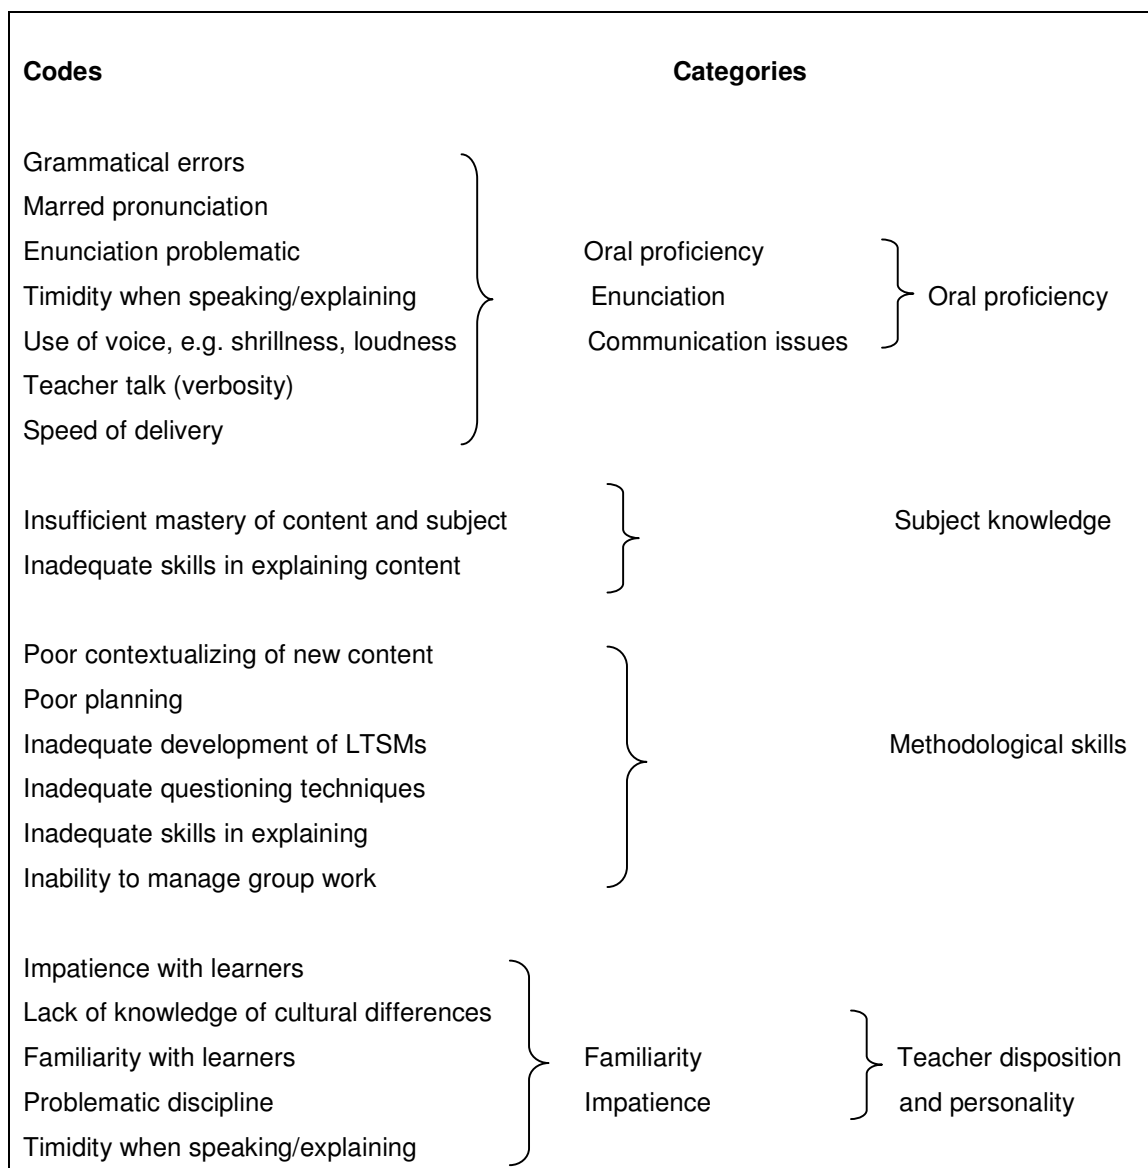 Codes Categories
Grammatical errors
Marred pronunciation
Enunciation problematic Oral proficiency
Timidity when speaking/explaining Enunciation Oral proficiency
Use of voice, e.g. shrillness, loudness Communication issues
Teacher talk (verbosity)
Speed of delivery
Insufficient mastery of content and subject Subject knowledge
Inadequate skills in explaining content
Poor contextualizing of new content
Poor planning
Inadequate development of LTSMs Methodological skills
Inadequate questioning techniques
Inadequate skills in explaining
Inability to manage group work
Impatience with learners
Lack of knowledge of cultural differences
Familiarity with learners Familiarity Teacher disposition
Problematic discipline Impatience and personality
Timidity when speaking/explaining